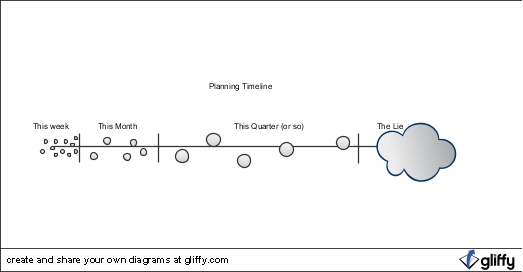 Planning Timeline
This week
This Month
This Quarter (or so)
The Lie
create and share your own diagrams at gliffy.com
gliffy